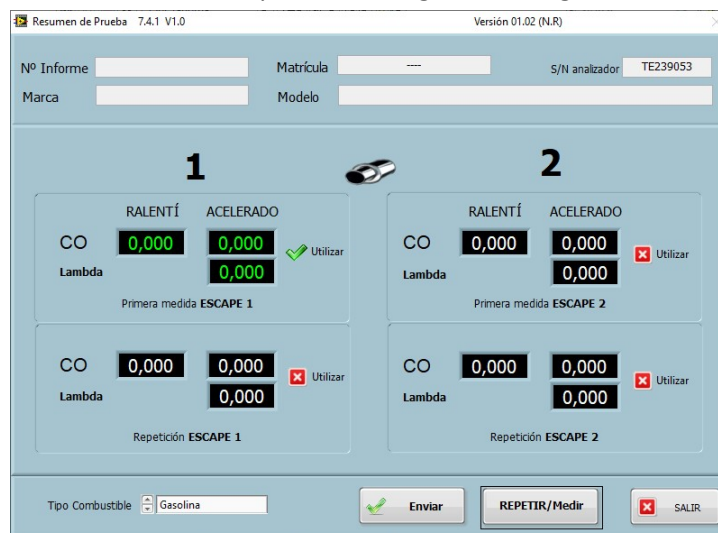 Resumen de Prueba 7.4.1 V1.0 Versión 01.02 (N.R)
Nº Informe Matrícula ---- S/N analizador TE239053
Marca Modelo
1 2
RALENTÍ ACELERADO RALENTÍ ACELERADO
CO 0,000 0,000 Utilizar CO 0,000 0,000 Utilizar
Lambda 0,000 Lambda 0,000
Primera medida ESCAPE 1 Primera medida ESCAPE 2
CO 0,000 0,000 Utilizar CO 0,000 0,000 Utilizar
Lambda 0,000 Lambda 0,000
Repetición ESCAPE 1 Repetición ESCAPE 2
Tipo Combustible Gasolina Enviar REPETIR/Medir SALIR